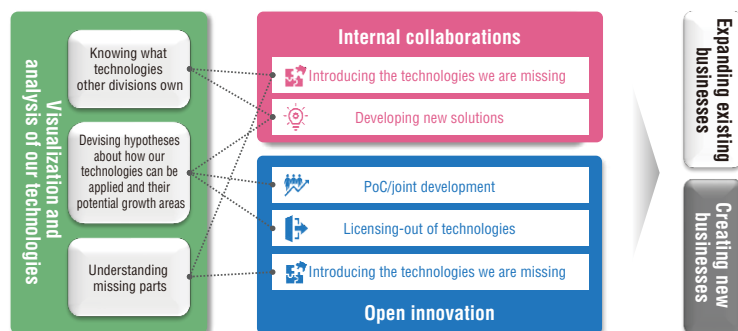 Visualization and
analysis of our technologies
Knowing what
technologies
other divisions own
Devising hypotheses
about how our
technologies can be
applied and their
potential growth areas
Understanding
missing parts
Internal collaborations
Introducing the technologies we are missing
Developing new solutions
PoC/joint development
Licensing-out of technologies
Introducing the technologies we are missing
Open innovation
Expanding existing
businesses
Creating new
businesses